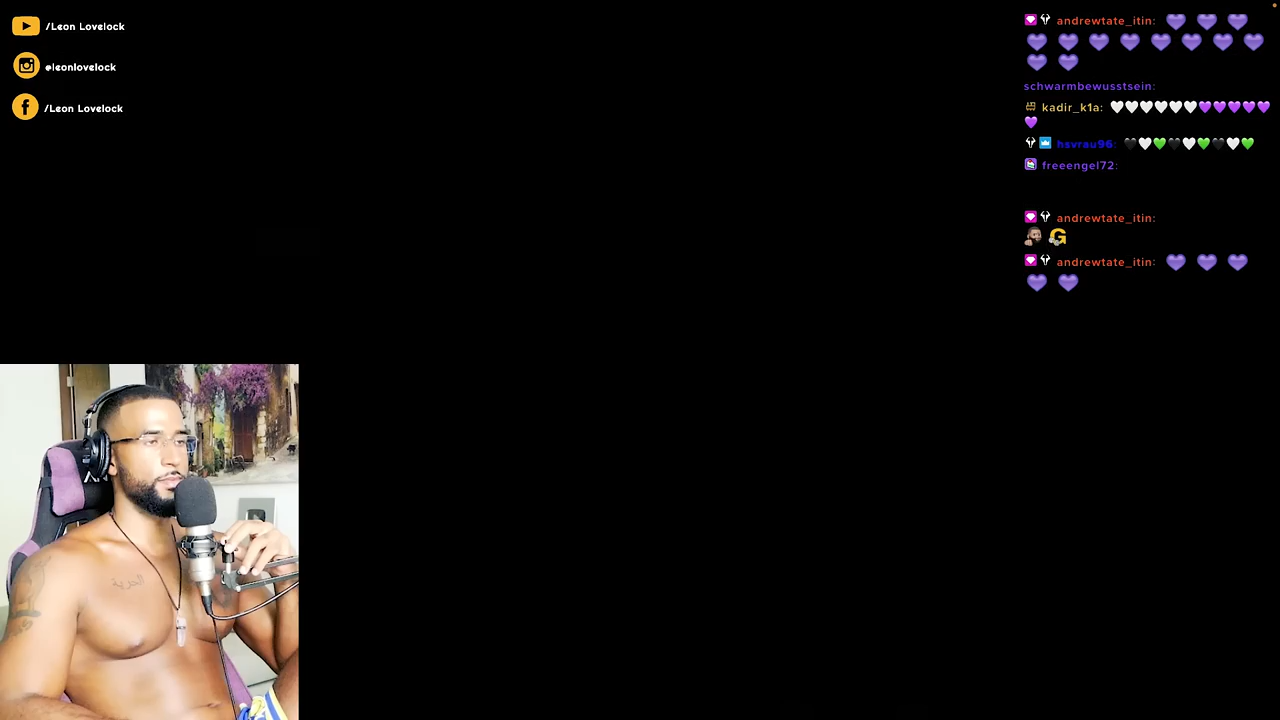 /Leon Lovelock
@leonlovelock
/Leon Lovelock
andrewtate_itin:
schwarmbewusstsein:
kadir_k1a:
hsvrau96:
freeengel72:
andrewtate_itin:
G
andrewtate_itin: